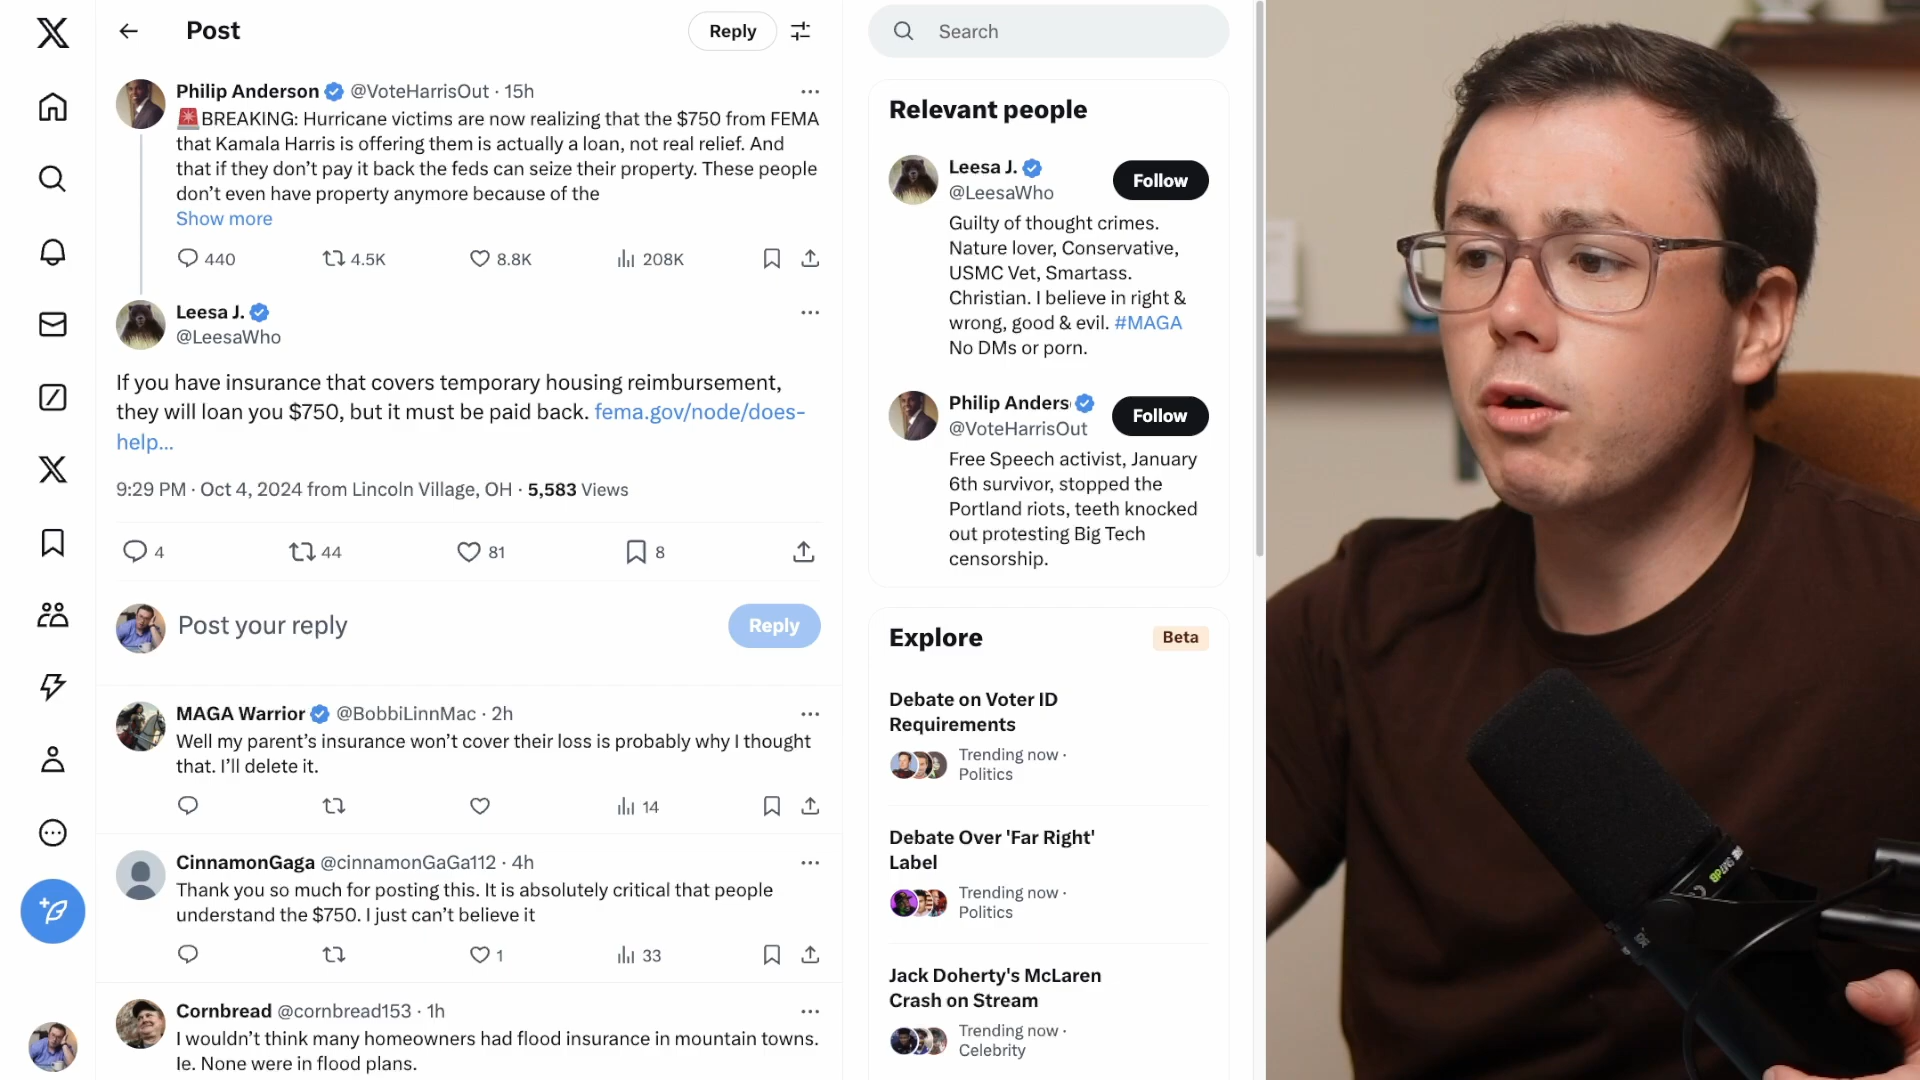 Post
Reply
Search
Philip Anderson @VoteHarrisOut · 15h
🚨BREAKING: Hurricane victims are now realizing that the $750 from FEMA
that Kamala Harris is offering them is actually a loan, not real relief. And
that if they don’t pay it back the feds can seize their property. These people
don’t even have property anymore because of the
Show more
440 4.5K 8.8K 208K
Leesa J.
@LeesaWho
If you have insurance that covers temporary housing reimbursement,
they will loan you $750, but it must be paid back. fema.gov/node/does-
help...
9:29 PM · Oct 4, 2024 from Lincoln Village, OH · 5,583 Views
4 44 81 8
Post your reply
Reply
MAGA Warrior @BobbiLinnMac · 2h
Well my parent’s insurance won’t cover their loss is probably why I thought
that. I’ll delete it.
14
CinnamonGaga @cinnamonGaGa112 · 4h
Thank you so much for posting this. It is absolutely critical that people
understand the $750. I just can’t believe it
1 33
Cornbread @cornbread153 · 1h
I wouldn’t think many homeowners had flood insurance in mountain towns.
Ie. None were in flood plans.
Relevant people
Leesa J.
@LeesaWho
Follow
Guilty of thought crimes.
Nature lover, Conservative,
USMC Vet, Smartass.
Christian. I believe in right &
wrong, good & evil. #MAGA
No DMs or porn.
Philip Anders
@VoteHarrisOut
Follow
Free Speech activist, January
6th survivor, stopped the
Portland riots, teeth knocked
out protesting Big Tech
censorship.
Explore
Beta
Debate on Voter ID
Requirements
Trending now ·
Politics
Debate Over 'Far Right'
Label
Trending now ·
Politics
Jack Doherty's McLaren
Crash on Stream
Trending now ·
Celebrity